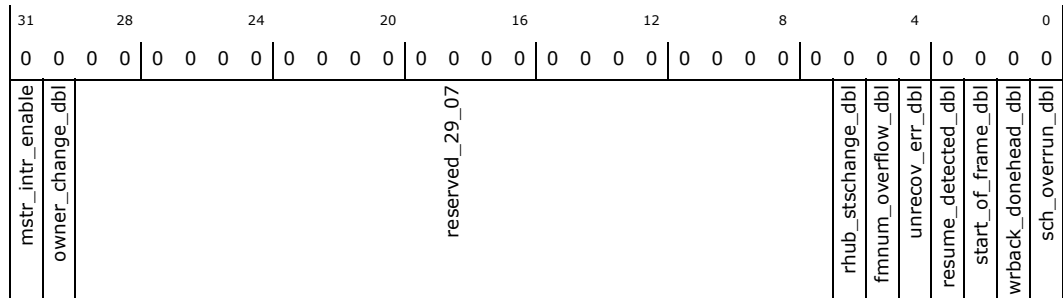 31 28 24 20 16 12 8 4 0
0 0 0 0 0 0 0 0 0 0 0 0 0 0 0 0 0 0 0 0 0 0 0 0 0 0 0 0 0 0 0 0
mstr_intr_enable
owner_change_dbl
reserved_29_07
rhub_stschange_dbl
fmnum_overflow_dbl
unrecov_err_dbl
resume_detected_dbl
start_of_frame_dbl
wrback_donehead_dbl
sch_overrun_dbl